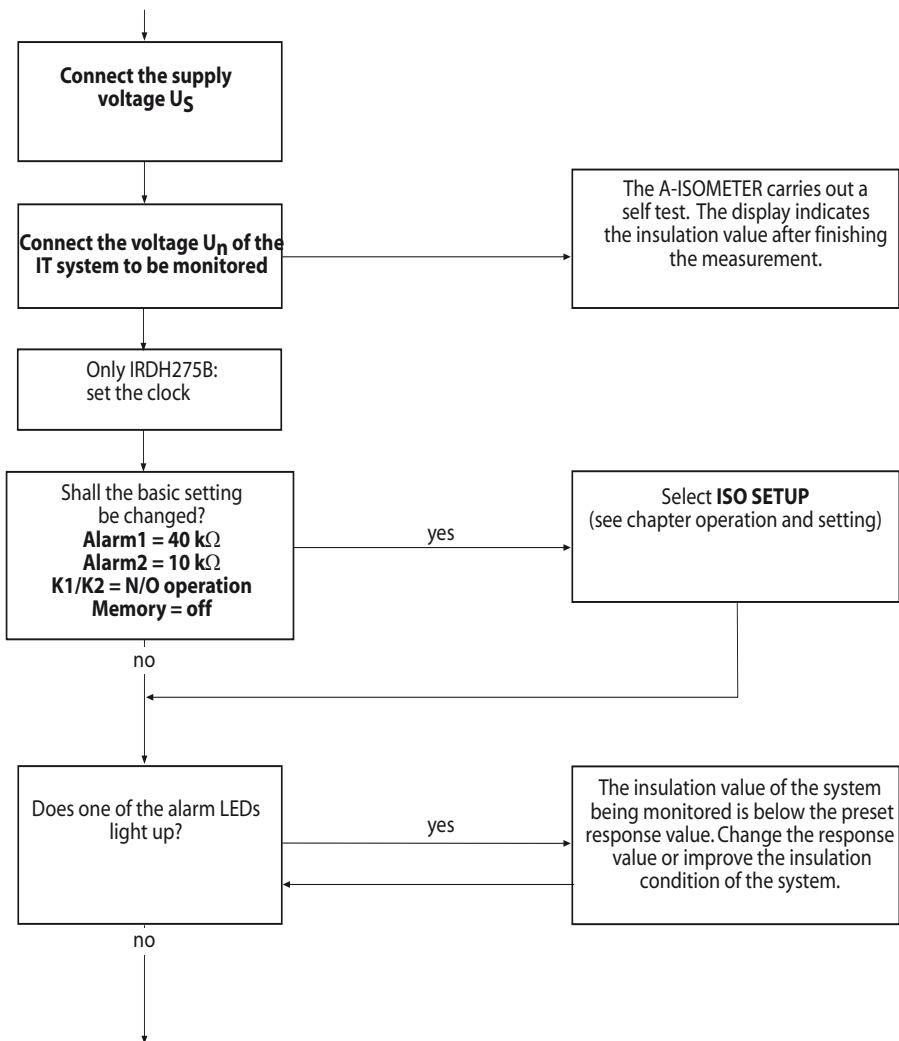 Connect the supply
voltage US
Connect the voltage Un of the
IT system to be monitored
The A-ISOMETER carries out a
self test. The display indicates
the insulation value after finishing
the measurement.
Only IRDH275B:
set the clock
Shall the basic setting
be changed?
Alarm1 = 40 kΩ
Alarm2 = 10 kΩ
K1/K2 = N/O operation
Memory = off
yes
Select ISO SETUP
(see chapter operation and setting)
no
Does one of the alarm LEDs
light up?
yes
The insulation value of the system
being monitored is below the preset
response value. Change the response
value or improve the insulation
condition of the system.
no